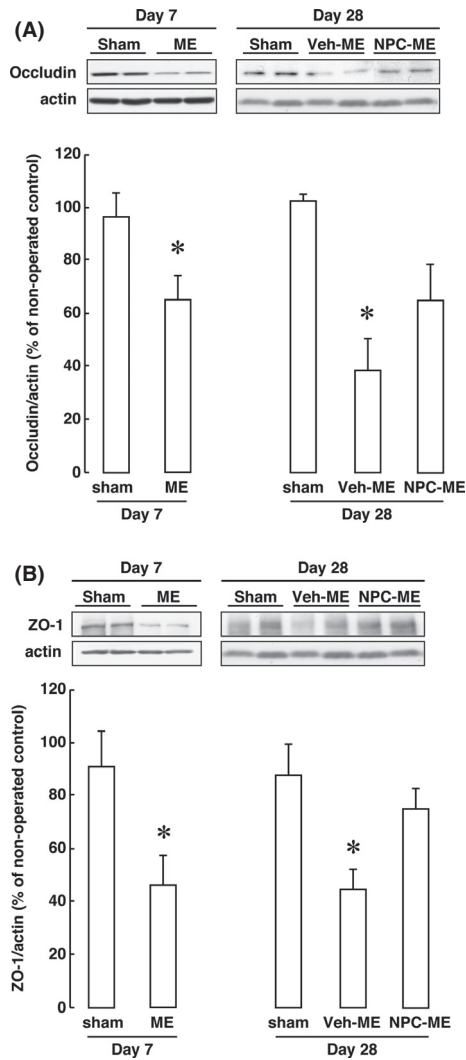 (A)
Day 7 Day 28
Sham ME Sham Veh-ME NPC-ME
Occludin
actin
Occludin/actin (% of non-operated control)
120
100
80
60
40
20
0
*
*
sham ME sham Veh-ME NPC-ME
Day 7 Day 28
(B)
Day 7 Day 28
Sham ME Sham Veh-ME NPC-ME
ZO-1
actin
ZO-1/actin (% of non-operated control)
120
100
80
60
40
20
0
*
*
sham ME sham Veh-ME NPC-ME
Day 7 Day 28